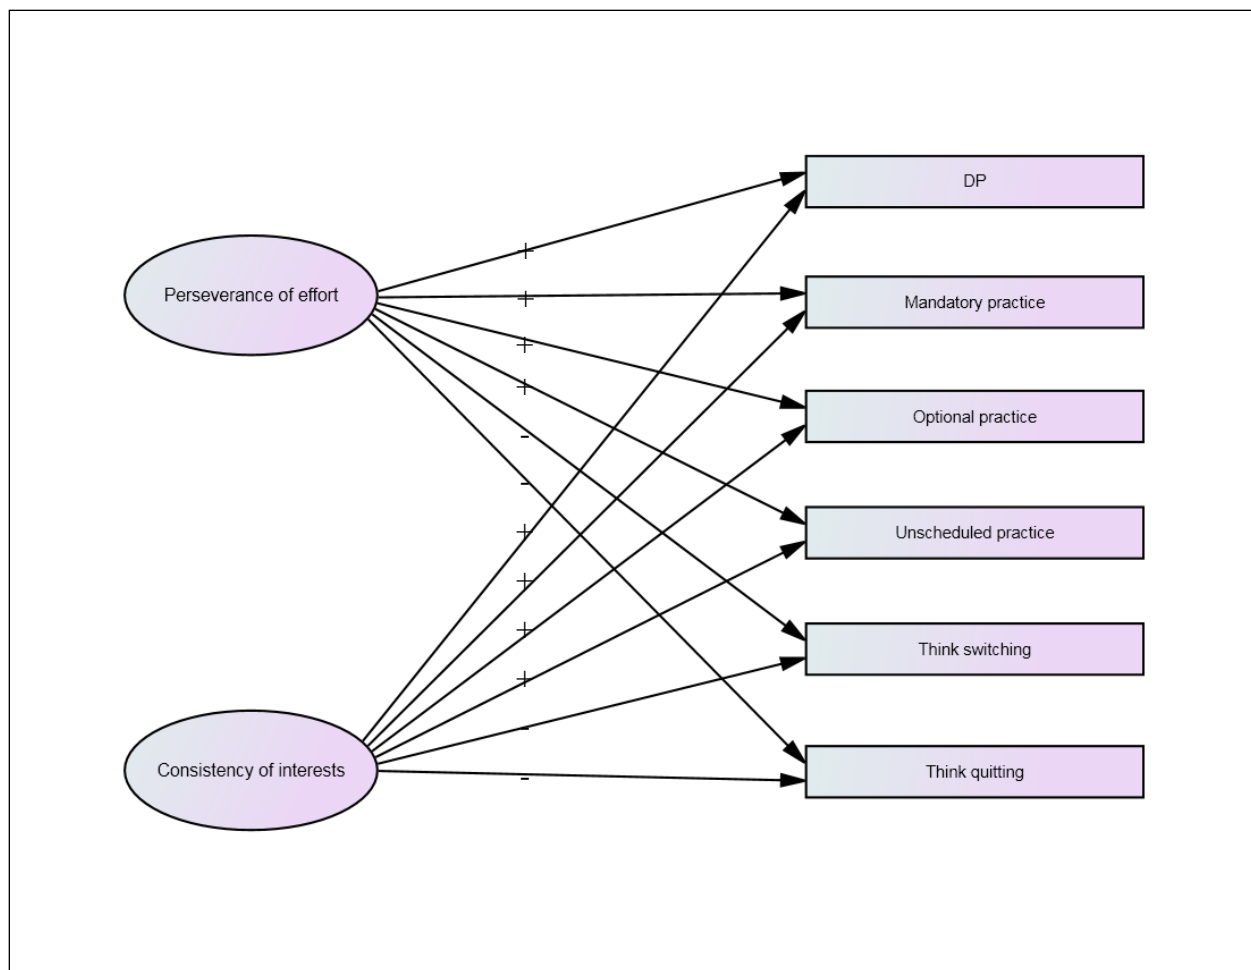 DP
Perseverance of effort
+
+
Mandatory practice
+
+
Optional practice
-
-
+
Unscheduled practice
+
+
Think switching
+
-
Consistency of interests
Think quitting
-